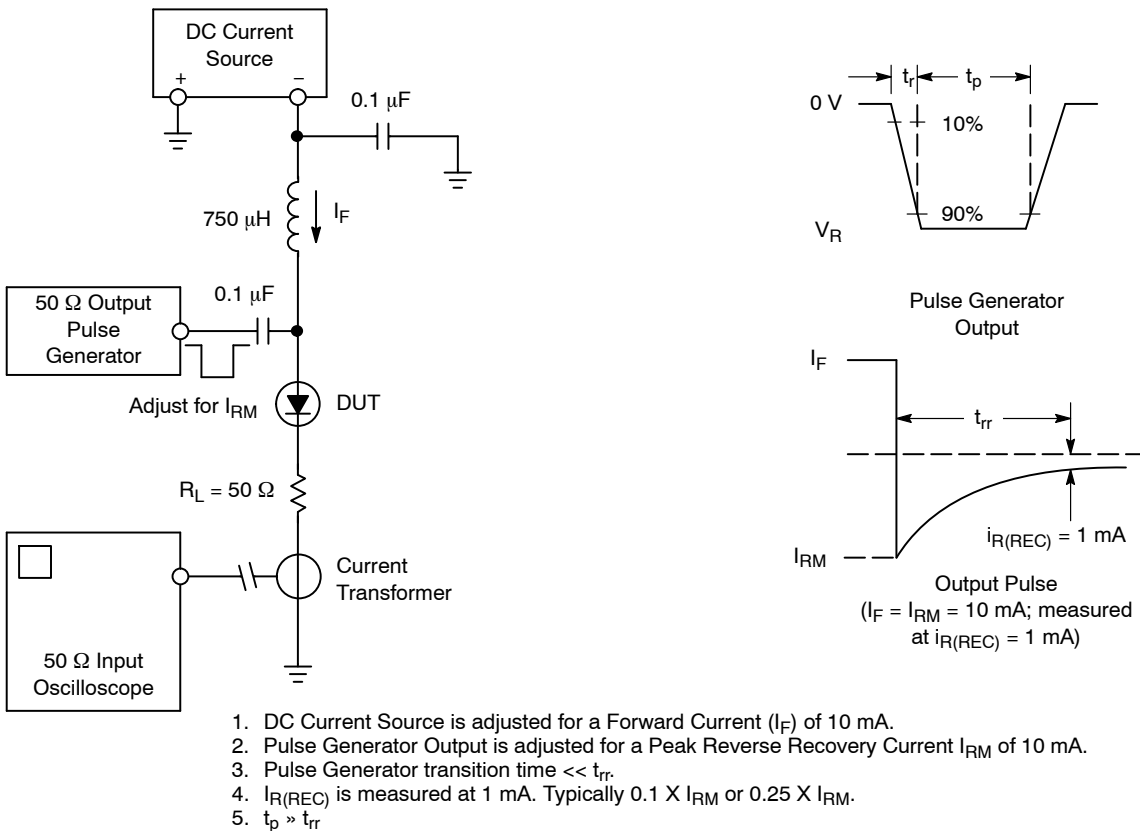 DC Current
Source
+ −
0.1 μF
750 μH
I_F
50 Ω Output
Pulse
Generator
0.1 μF
Adjust for I_RM
DUT
R_L = 50 Ω
Current
Transformer
50 Ω Input
Oscilloscope
t_r t_p
0 V
10%
90%
V_R
Pulse Generator
Output
I_F
t_rr
i_R(REC) = 1 mA
I_RM
Output Pulse
(I_F = I_RM = 10 mA; measured
at i_R(REC) = 1 mA)
1. DC Current Source is adjusted for a Forward Current (I_F) of 10 mA.
2. Pulse Generator Output is adjusted for a Peak Reverse Recovery Current I_RM of 10 mA.
3. Pulse Generator transition time << t_rr.
4. I_R(REC) is measured at 1 mA. Typically 0.1 X I_RM or 0.25 X I_RM.
5. t_p » t_rr